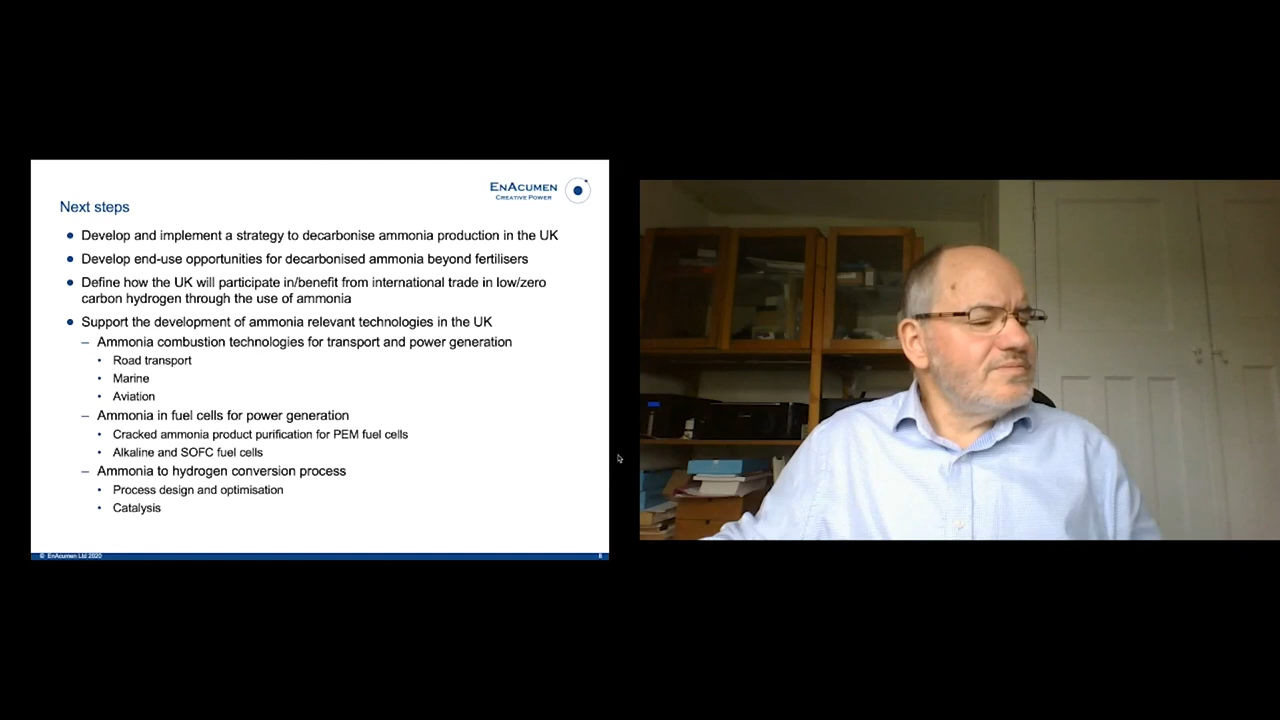 EnAcumen
Creative Power
Next steps
• Develop and implement a strategy to decarbonise ammonia production in the UK
• Develop end-use opportunities for decarbonised ammonia beyond fertilisers
• Define how the UK will participate in/benefit from international trade in low/zero
carbon hydrogen through the use of ammonia
• Support the development of ammonia relevant technologies in the UK
– Ammonia combustion technologies for transport and power generation
• Road transport
• Marine
• Aviation
– Ammonia in fuel cells for power generation
• Cracked ammonia product purification for PEM fuel cells
• Alkaline and SOFC fuel cells
– Ammonia to hydrogen conversion process
• Process design and optimisation
• Catalysis
© EnAcumen Ltd 2020